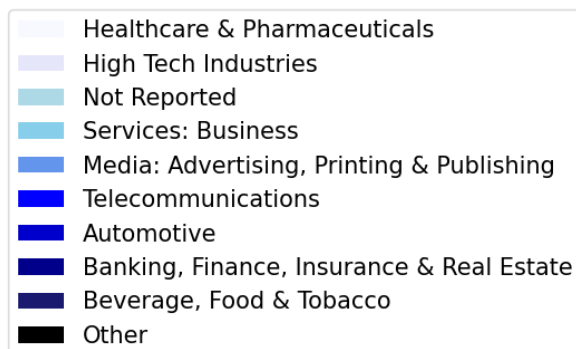 Healthcare & Pharmaceuticals
High Tech Industries
Not Reported
Services: Business
Media: Advertising, Printing & Publishing
Telecommunications
Automotive
Banking, Finance, Insurance & Real Estate
Beverage, Food & Tobacco
Other